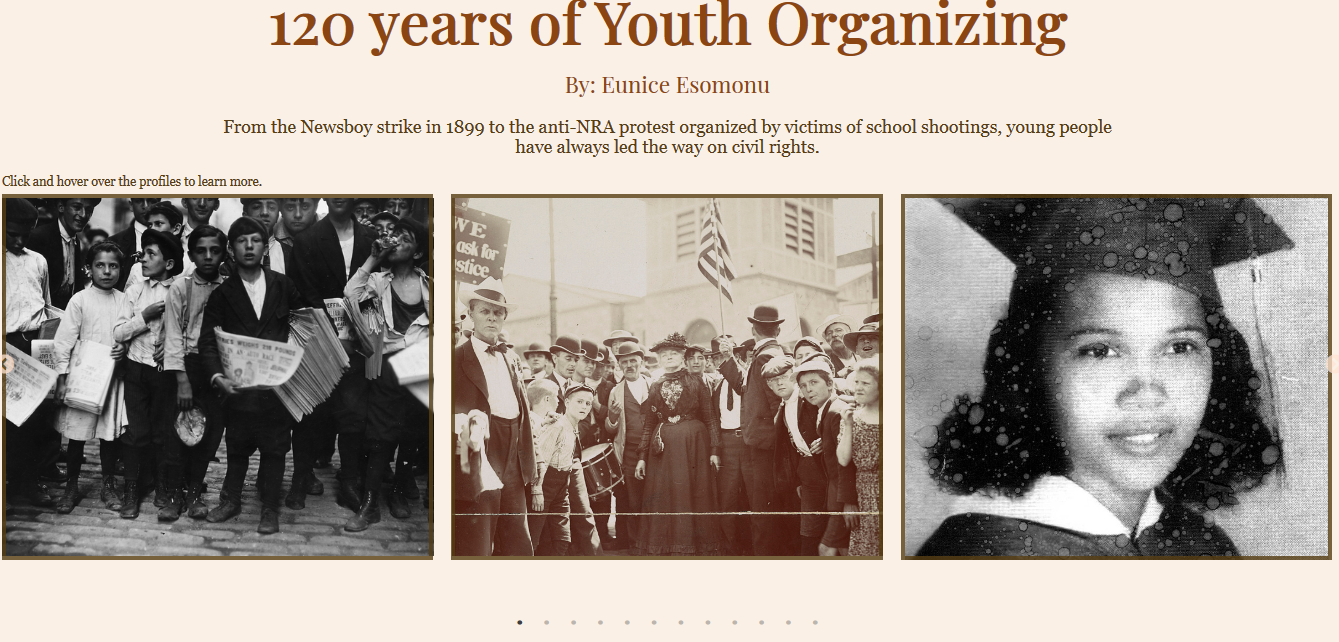 120 years of Youth Organizing
By: Eunice Esomonu
From the Newsboy strike in 1899 to the anti-NRA protest organized by victims of school shootings, young people
have always led the way on civil rights.
Click and hover over the profiles to learn more.
WE
ask for
stice